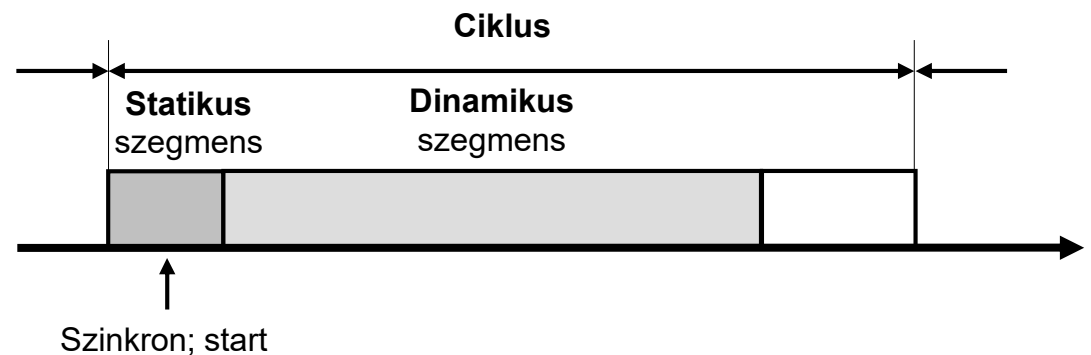 Ciklus
Statikus
szegmens
Dinamikus
szegmens
Szinkron; start